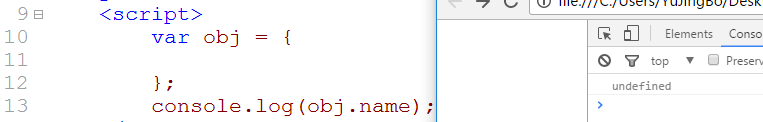 9 <script>
10 var obj = {
11
12 };
13 console.log(obj.name);
file:///C:/Users/YuJingBo/Desk
Elements Conso
top Preserv
undefined